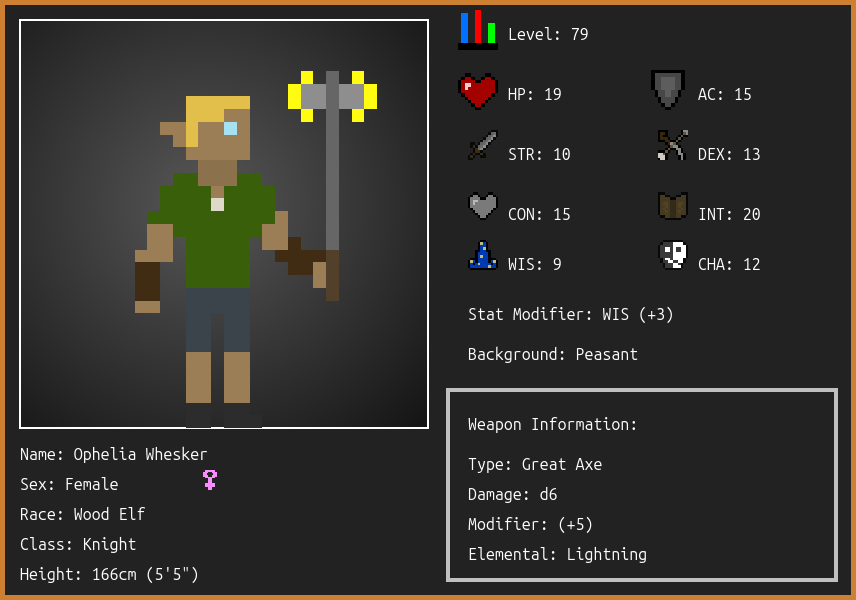 Level: 79
HP: 19
AC: 15
STR: 10
DEX: 13
CON: 15
INT: 20
WIS: 9
CHA: 12
Stat Modifier: WIS (+3)
Background: Peasant
Weapon Information:
Type: Great Axe
Damage: d6
Modifier: (+5)
Elemental: Lightning
Name: Ophelia Whesker
Sex: Female
Race: Wood Elf
Class: Knight
Height: 166cm (5'5")